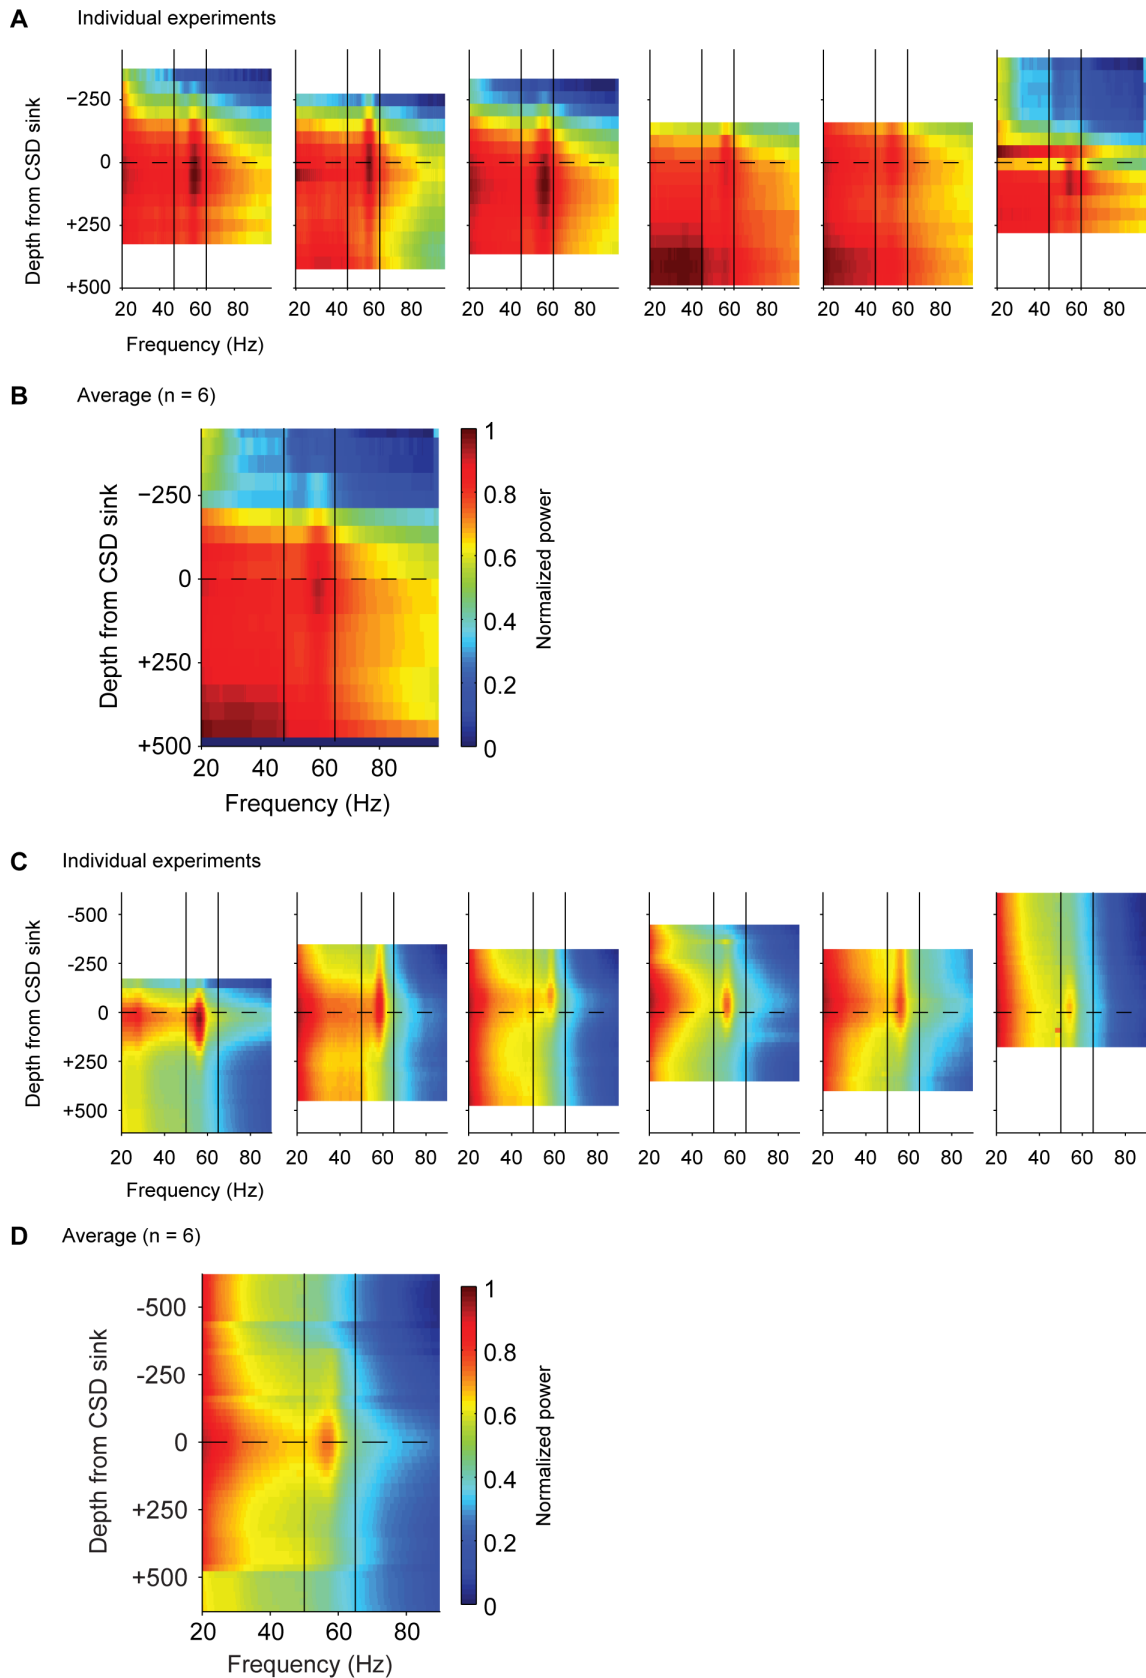 A Individual experiments
Depth from CSD sink
−250
0
+250
+500
20 40 60 80 20 40 60 80 20 40 60 80 20 40 60 80 20 40 60 80 20 40 60 80
Frequency (Hz)
B Average (n = 6)
Depth from CSD sink
−250
0
+250
+500
20 40 60 80
Frequency (Hz)
1
0.8
0.6
0.4
0.2
0
Normalized power
C Individual experiments
Depth from CSD sink
-500
-250
0
+250
+500
20 40 60 80 20 40 60 80 20 40 60 80 20 40 60 80 20 40 60 80 20 40 60 80
Frequency (Hz)
D Average (n = 6)
Depth from CSD sink
-500
-250
0
+250
+500
20 40 60 80
Frequency (Hz)
1
0.8
0.6
0.4
0.2
0
Normalized power